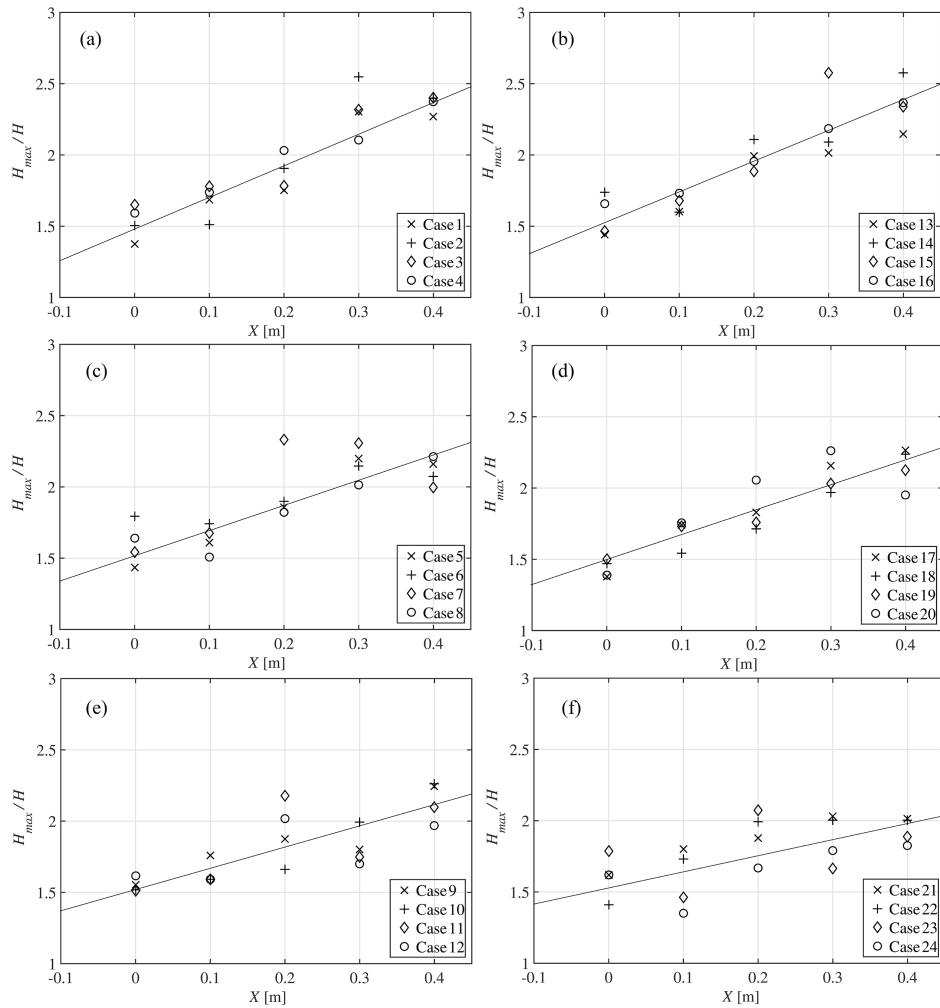 (a)
3
2.5
2
1.5
1
H_max / H
-0.1 0 0.1 0.2 0.3 0.4
X [m]
Case 1
Case 2
Case 3
Case 4
(b)
3
2.5
2
1.5
1
H_max / H
-0.1 0 0.1 0.2 0.3 0.4
X [m]
Case 13
Case 14
Case 15
Case 16
(c)
3
2.5
2
1.5
1
H_max / H
-0.1 0 0.1 0.2 0.3 0.4
X [m]
Case 5
Case 6
Case 7
Case 8
(d)
3
2.5
2
1.5
1
H_max / H
-0.1 0 0.1 0.2 0.3 0.4
X [m]
Case 17
Case 18
Case 19
Case 20
(e)
3
2.5
2
1.5
1
H_max / H
-0.1 0 0.1 0.2 0.3 0.4
X [m]
Case 9
Case 10
Case 11
Case 12
(f)
3
2.5
2
1.5
1
H_max / H
-0.1 0 0.1 0.2 0.3 0.4
X [m]
Case 21
Case 22
Case 23
Case 24